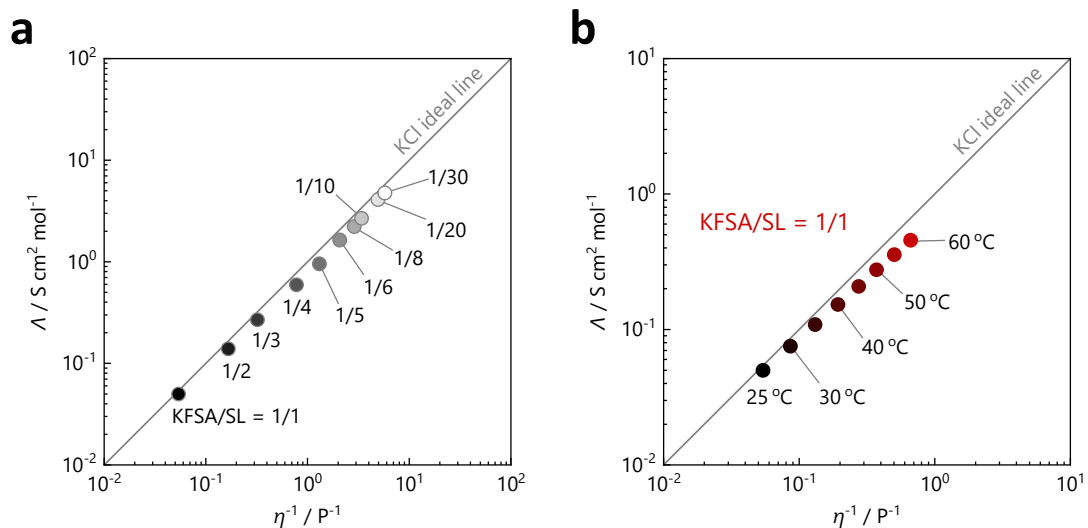 a
10²
10¹
10⁰
10⁻¹
10⁻²
Λ / S cm² mol⁻¹
KCl ideal line
1/10
1/30
1/20
1/8
1/6
1/5
1/4
1/3
1/2
KFSA/SL = 1/1
10⁻²
10⁻¹
10⁰
10¹
10²
η⁻¹ / P⁻¹
b
10¹
10⁰
10⁻¹
10⁻²
Λ / S cm² mol⁻¹
KCl ideal line
KFSA/SL = 1/1
60 °C
50 °C
40 °C
25 °C
30 °C
10⁻²
10⁻¹
10⁰
10¹
η⁻¹ / P⁻¹